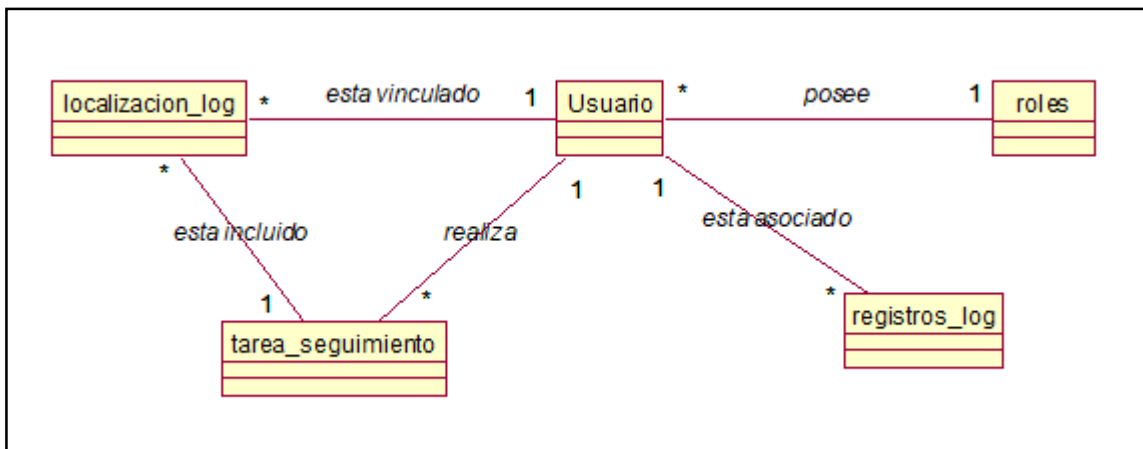 localizacion_log
*
esta vinculado
1
Usuario
*
posee
1
roles
*
1
1
esta incluido
realiza
esta asociado
1
*
*
tarea_seguimiento
registros_log